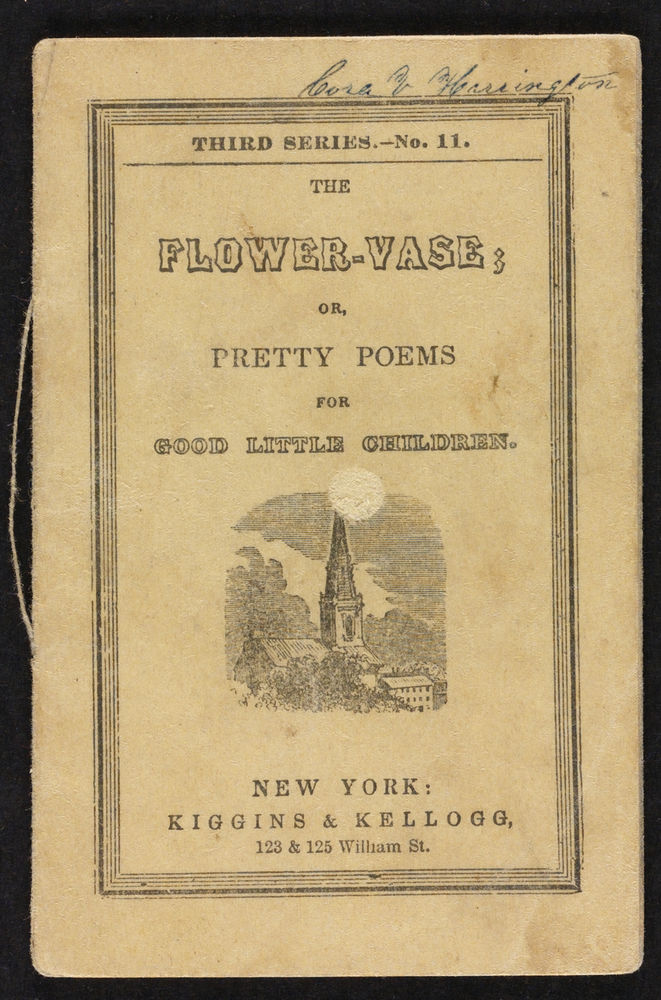 Cora V Harrington
THIRD SERIES.—No. 11.
THE
FLOWER-VASE;
OR,
PRETTY POEMS
FOR
GOOD LITTLE CHILDREN.
NEW YORK:
KIGGINS & KELLOGG,
123 & 125 William St.